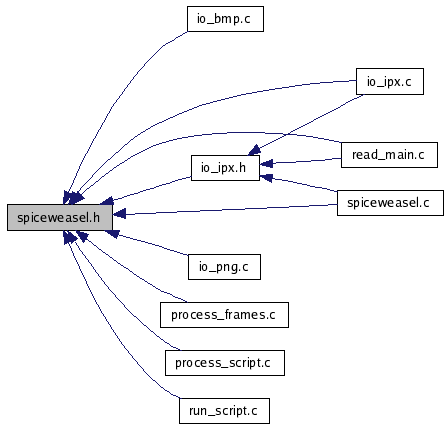 io_bmp.c
io_ipx.c
read_main.c
io_ipx.h
spiceweasel.c
spiceweasel.h
io_png.c
process_frames.c
process_script.c
run_script.c